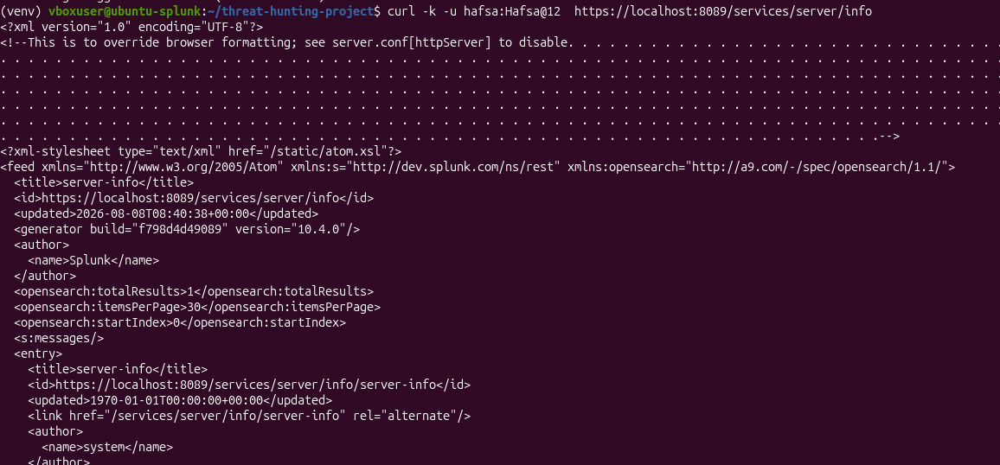 (venv) vboxuser@ubuntu-splunk:~/threat-hunting-project$ curl -k -u hafsa:Hafsa@12  https://localhost:8089/services/server/info
<?xml version="1.0" encoding="UTF-8"?>
<!--This is to override browser formatting; see server.conf[httpServer] to disable. . . . . . . . . . . . . . . . . . . . . . . . . . . . . . . .
. . . . . . . . . . . . . . . . . . . . . . . . . . . . . . . . . . . . . . . . . . . . . . . . . . . . . . . . . . . . . . . . . . . . . . . . .
. . . . . . . . . . . . . . . . . . . . . . . . . . . . . . . . . . . . . . . . . . . . . . . . . . . . . . . . . . . . . . . . . . . . . . . . .
. . . . . . . . . . . . . . . . . . . . . . . . . . . . . . . . . . . . . . . . . . . . . . . . . . . . . . . . . . . . . . . . . . . . . . . . .
. . . . . . . . . . . . . . . . . . . . . . . . . . . . . . . . . . . . . . . . . . . . . . . . . . . . . . . . . . . . . . . . . . . . . . . . .
. . . . . . . . . . . . . . . . . . . . . . . . . . . . . . . . . . . . . . . . . . . . . . . . . . . . . . . . . . . . . . . . . . . . . . . . .
. . . . . . . . . . . . . . . . . . . . . . . . . . . . . . . . . . . . . . . . . . . . . . . . . . . . . . . . . . . . . . . .-->
<?xml-stylesheet type="text/xml" href="/static/atom.xsl"?>
<feed xmlns="http://www.w3.org/2005/Atom" xmlns:s="http://dev.splunk.com/ns/rest" xmlns:opensearch="http://a9.com/-/spec/opensearch/1.1/">
  <title>server-info</title>
  <id>https://localhost:8089/services/server/info</id>
  <updated>2026-08-08T08:40:38+00:00</updated>
  <generator build="f798d4d49089" version="10.4.0"/>
  <author>
    <name>Splunk</name>
  </author>
  <opensearch:totalResults>1</opensearch:totalResults>
  <opensearch:itemsPerPage>30</opensearch:itemsPerPage>
  <opensearch:startIndex>0</opensearch:startIndex>
  <s:messages/>
  <entry>
    <title>server-info</title>
    <id>https://localhost:8089/services/server/info/server-info</id>
    <updated>1970-01-01T00:00:00+00:00</updated>
    <link href="/services/server/info/server-info" rel="alternate"/>
    <author>
      <name>system</name>
    </author>